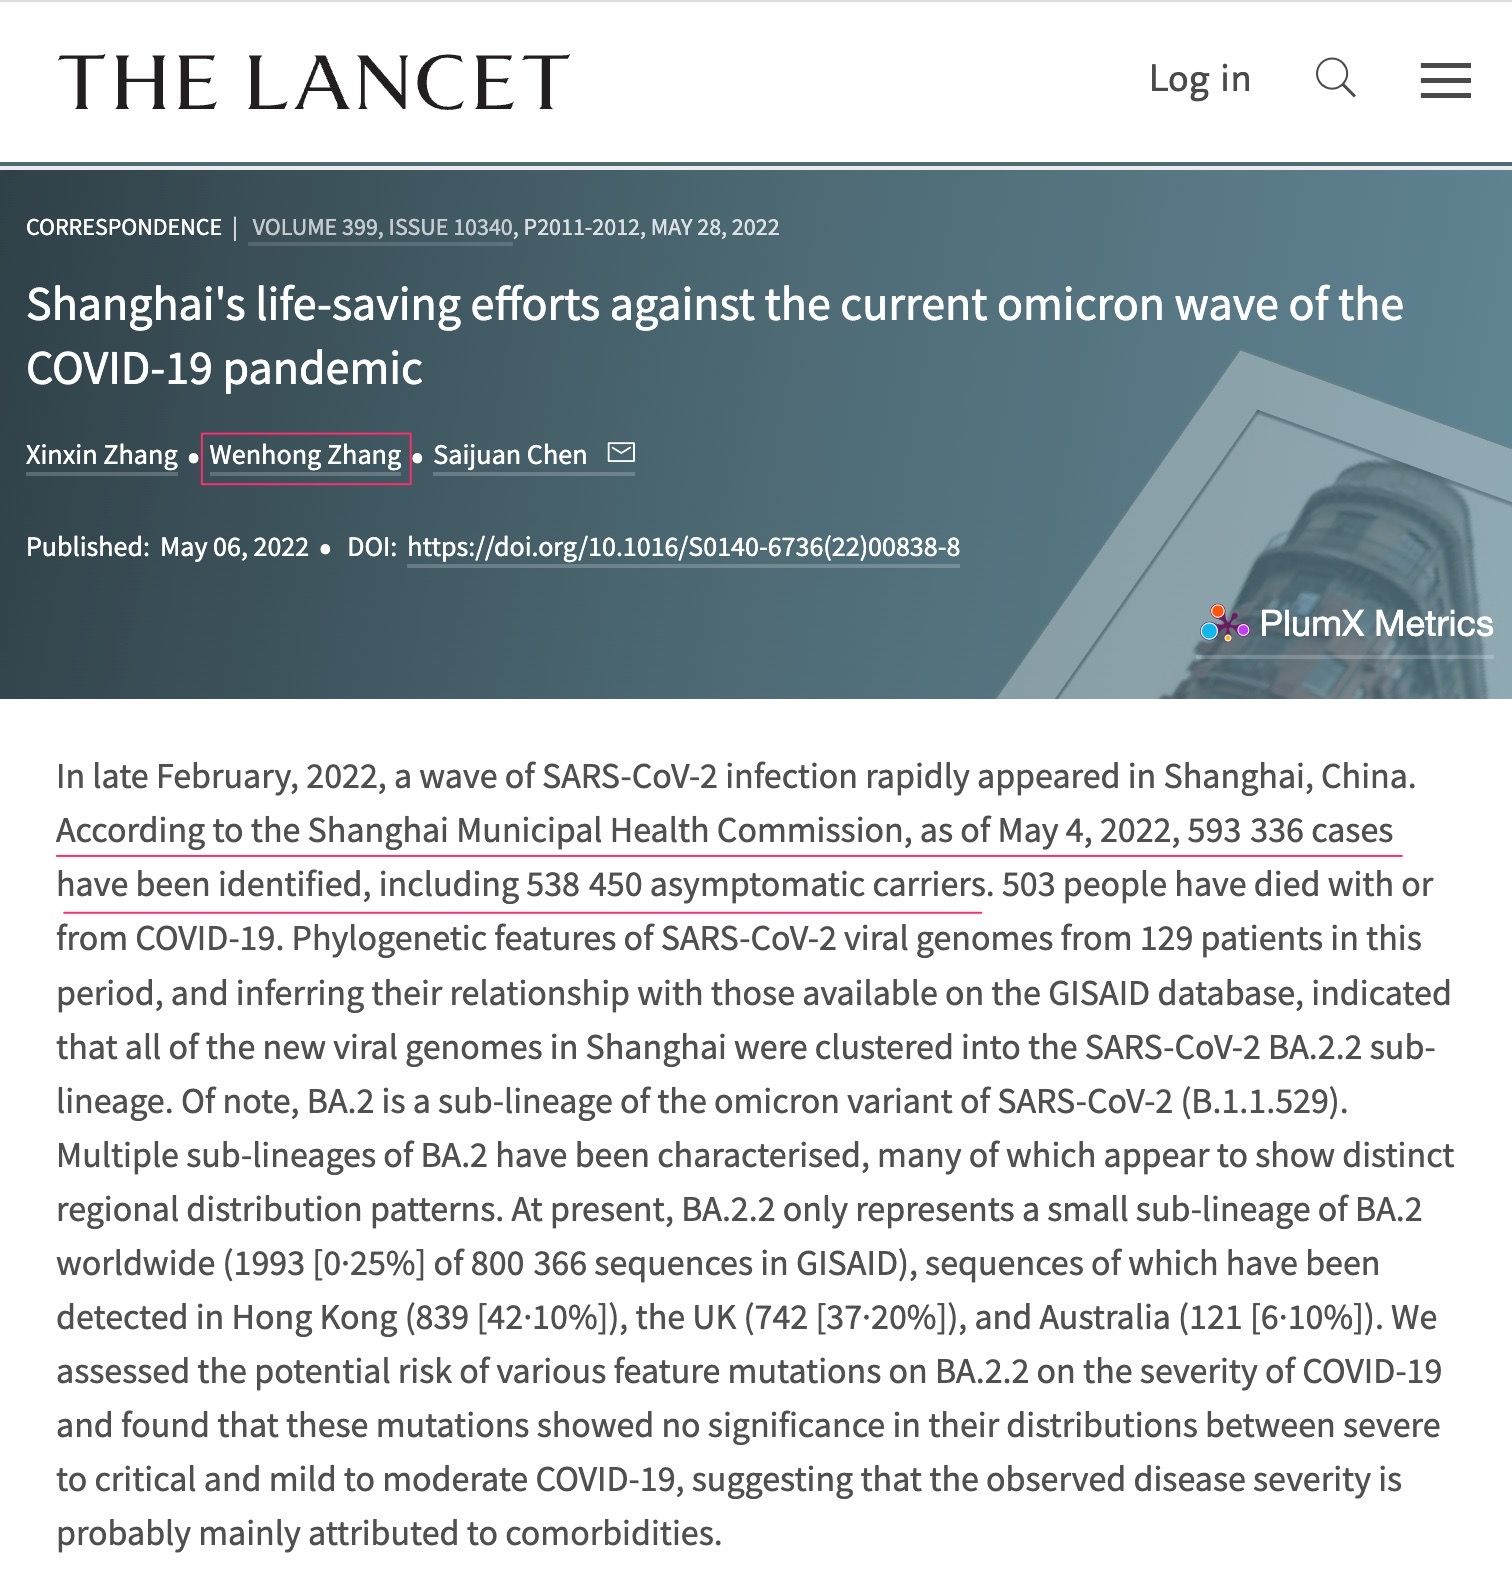 THE LANCET
Log in
CORRESPONDENCE | VOLUME 399, ISSUE 10340, P2011-2012, MAY 28, 2022
Shanghai's life-saving efforts against the current omicron wave of the
COVID-19 pandemic
Xinxin Zhang • Wenhong Zhang • Saijuan Chen
Published: May 06, 2022 • DOI: https://doi.org/10.1016/S0140-6736(22)00838-8
PlumX Metrics
In late February, 2022, a wave of SARS-CoV-2 infection rapidly appeared in Shanghai, China.
According to the Shanghai Municipal Health Commission, as of May 4, 2022, 593 336 cases
have been identified, including 538 450 asymptomatic carriers. 503 people have died with or
from COVID-19. Phylogenetic features of SARS-CoV-2 viral genomes from 129 patients in this
period, and inferring their relationship with those available on the GISAID database, indicated
that all of the new viral genomes in Shanghai were clustered into the SARS-CoV-2 BA.2.2 sub-
lineage. Of note, BA.2 is a sub-lineage of the omicron variant of SARS-CoV-2 (B.1.1.529).
Multiple sub-lineages of BA.2 have been characterised, many of which appear to show distinct
regional distribution patterns. At present, BA.2.2 only represents a small sub-lineage of BA.2
worldwide (1993 [0·25%] of 800 366 sequences in GISAID), sequences of which have been
detected in Hong Kong (839 [42·10%]), the UK (742 [37·20%]), and Australia (121 [6·10%]). We
assessed the potential risk of various feature mutations on BA.2.2 on the severity of COVID-19
and found that these mutations showed no significance in their distributions between severe
to critical and mild to moderate COVID-19, suggesting that the observed disease severity is
probably mainly attributed to comorbidities.